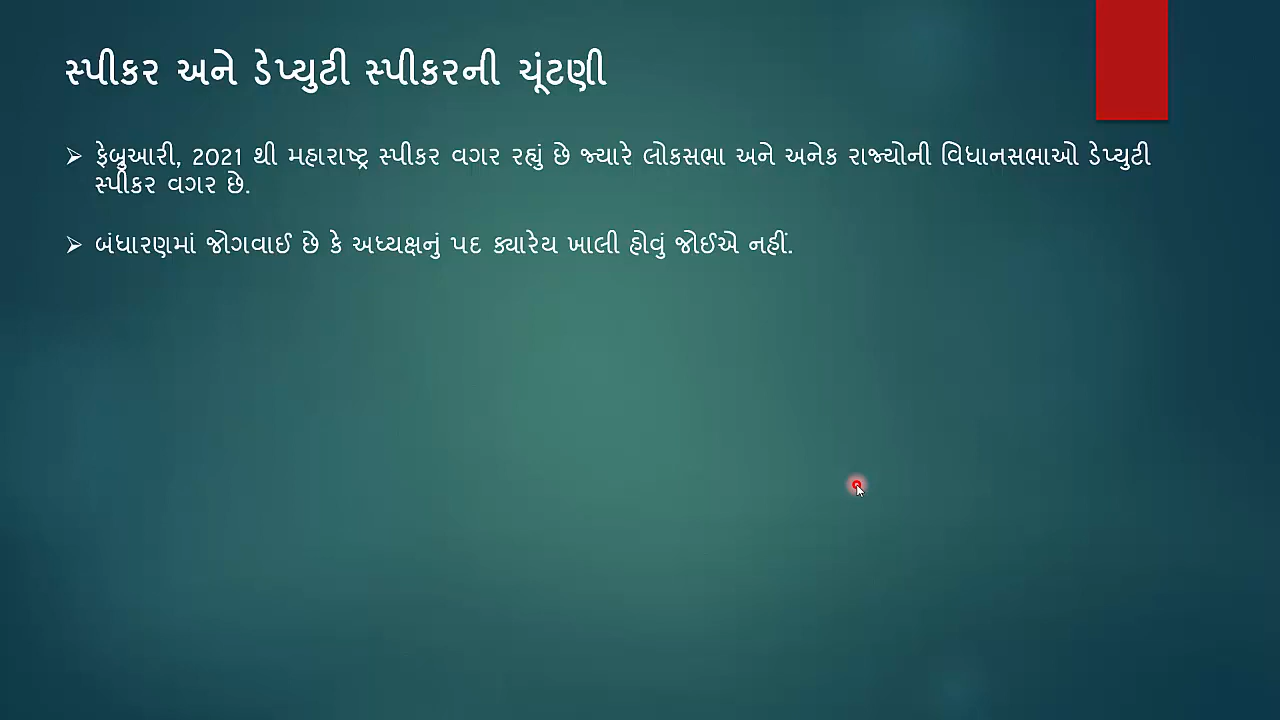 સ્પીકર અને ડેપ્યુટી સ્પીકરની ચૂંટણી
➢ ફેબ્રુઆરી, 2021 થી મહારાષ્ટ્ર સ્પીકર વગર રહ્યું છે જ્યારે લોકસભા અને અનેક રાજ્યોની વિધાનસભાઓ ડેપ્યુટી
સ્પીકર વગર છે.
➢ બંધારણમાં જોગવાઈ છે કે અધ્યક્ષનું પદ ક્યારેય ખાલી હોવું જોઈએ નહીં.